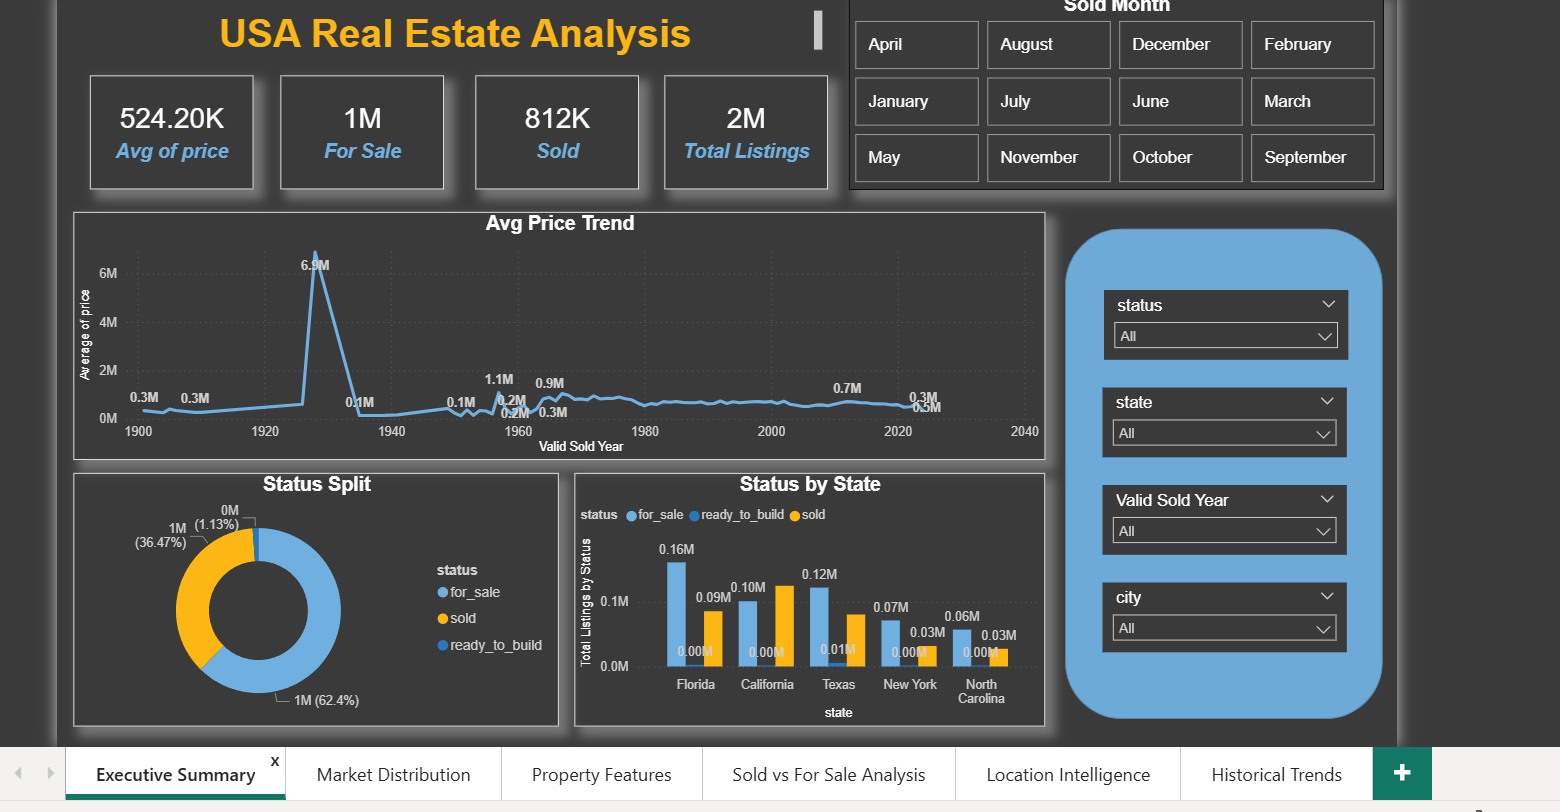 USA Real Estate Analysis
Sold Month
April
August
December
February
January
July
June
March
May
November
October
September
524.20K
Avg of price
1M
For Sale
812K
Sold
2M
Total Listings
Avg Price Trend
Average of price
6M
4M
2M
0M
0.3M
0.3M
6.9M
0.1M
0.1M
1.1M
0.2M
0.2M
0.9M
0.3M
0.7M
0.3M
0.5M
1900
1920
1940
1960
1980
2000
2020
2040
Valid Sold Year
status
All
state
All
Valid Sold Year
All
city
All
Status Split
0M
(1.13%)
1M
(36.47%)
1M (62.4%)
status
for_sale
sold
ready_to_build
Status by State
status for_sale ready_to_build sold
Total Listings by Status
0.1M
0.0M
0.16M
0.00M
0.09M
0.10M
0.00M
0.12M
0.01M
0.07M
0.00M
0.03M
0.06M
0.00M
0.03M
Florida
California
Texas
New York
North
Carolina
state
Executive Summary
x
Market Distribution
Property Features
Sold vs For Sale Analysis
Location Intelligence
Historical Trends
+